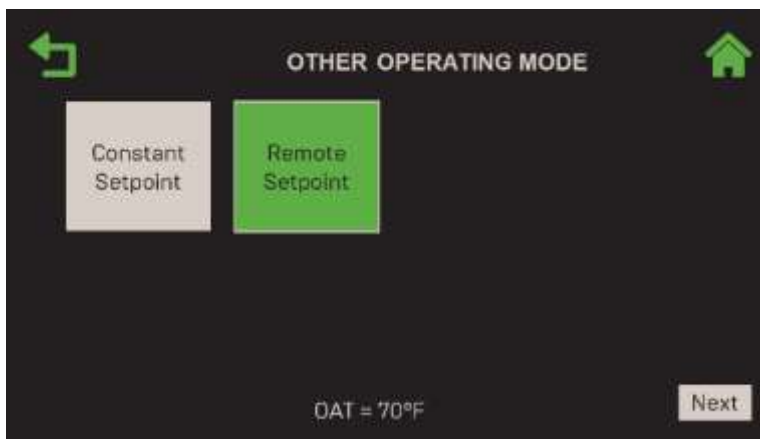 OTHER OPERATING MODE
Constant
Setpoint
Remote
Setpoint
OAT = 70°F
Next